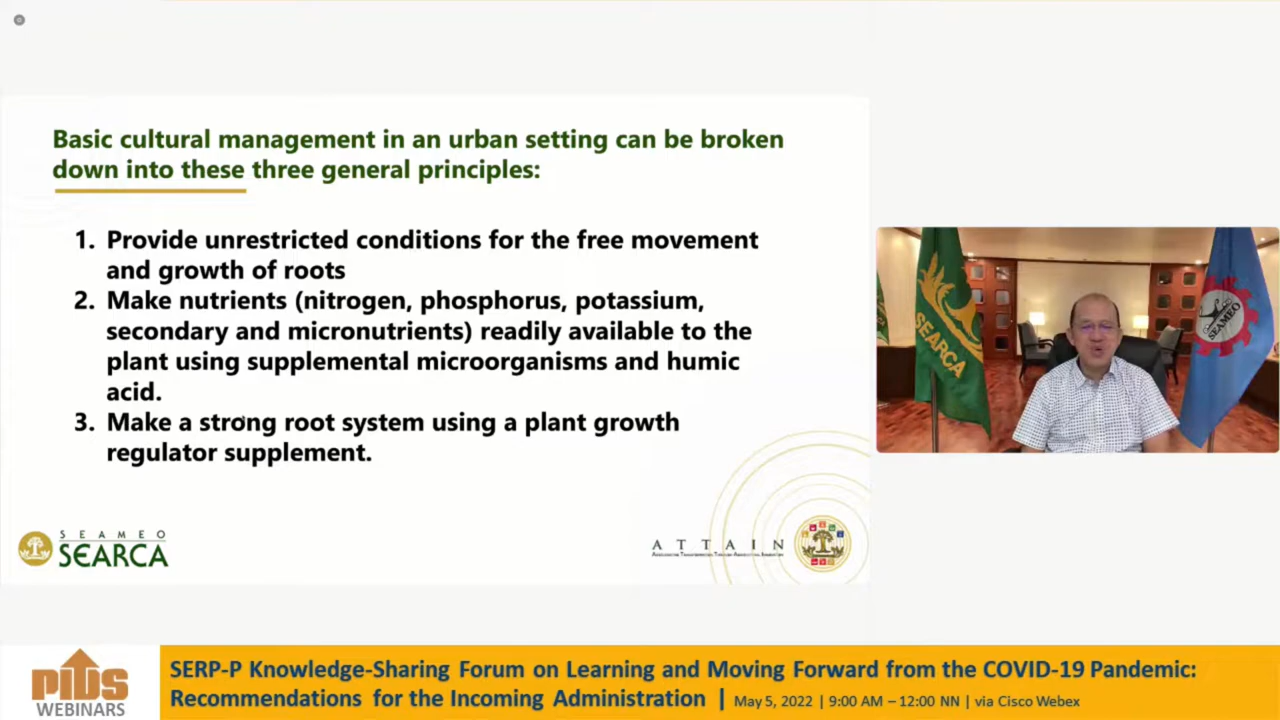 Basic cultural management in an urban setting can be broken
down into these three general principles:
1. Provide unrestricted conditions for the free movement
and growth of roots
2. Make nutrients (nitrogen, phosphorus, potassium,
secondary and micronutrients) readily available to the
plant using supplemental microorganisms and humic
acid.
3. Make a strong root system using a plant growth
regulator supplement.
SEAMEO
SEARCA
ATTAIN
SEARCA
SEAMEO
pids
WEBINARS
SERP-P Knowledge-Sharing Forum on Learning and Moving Forward from the COVID-19 Pandemic:
Recommendations for the Incoming Administration | May 5, 2022 | 9:00 AM – 12:00 NN | via Cisco Webex